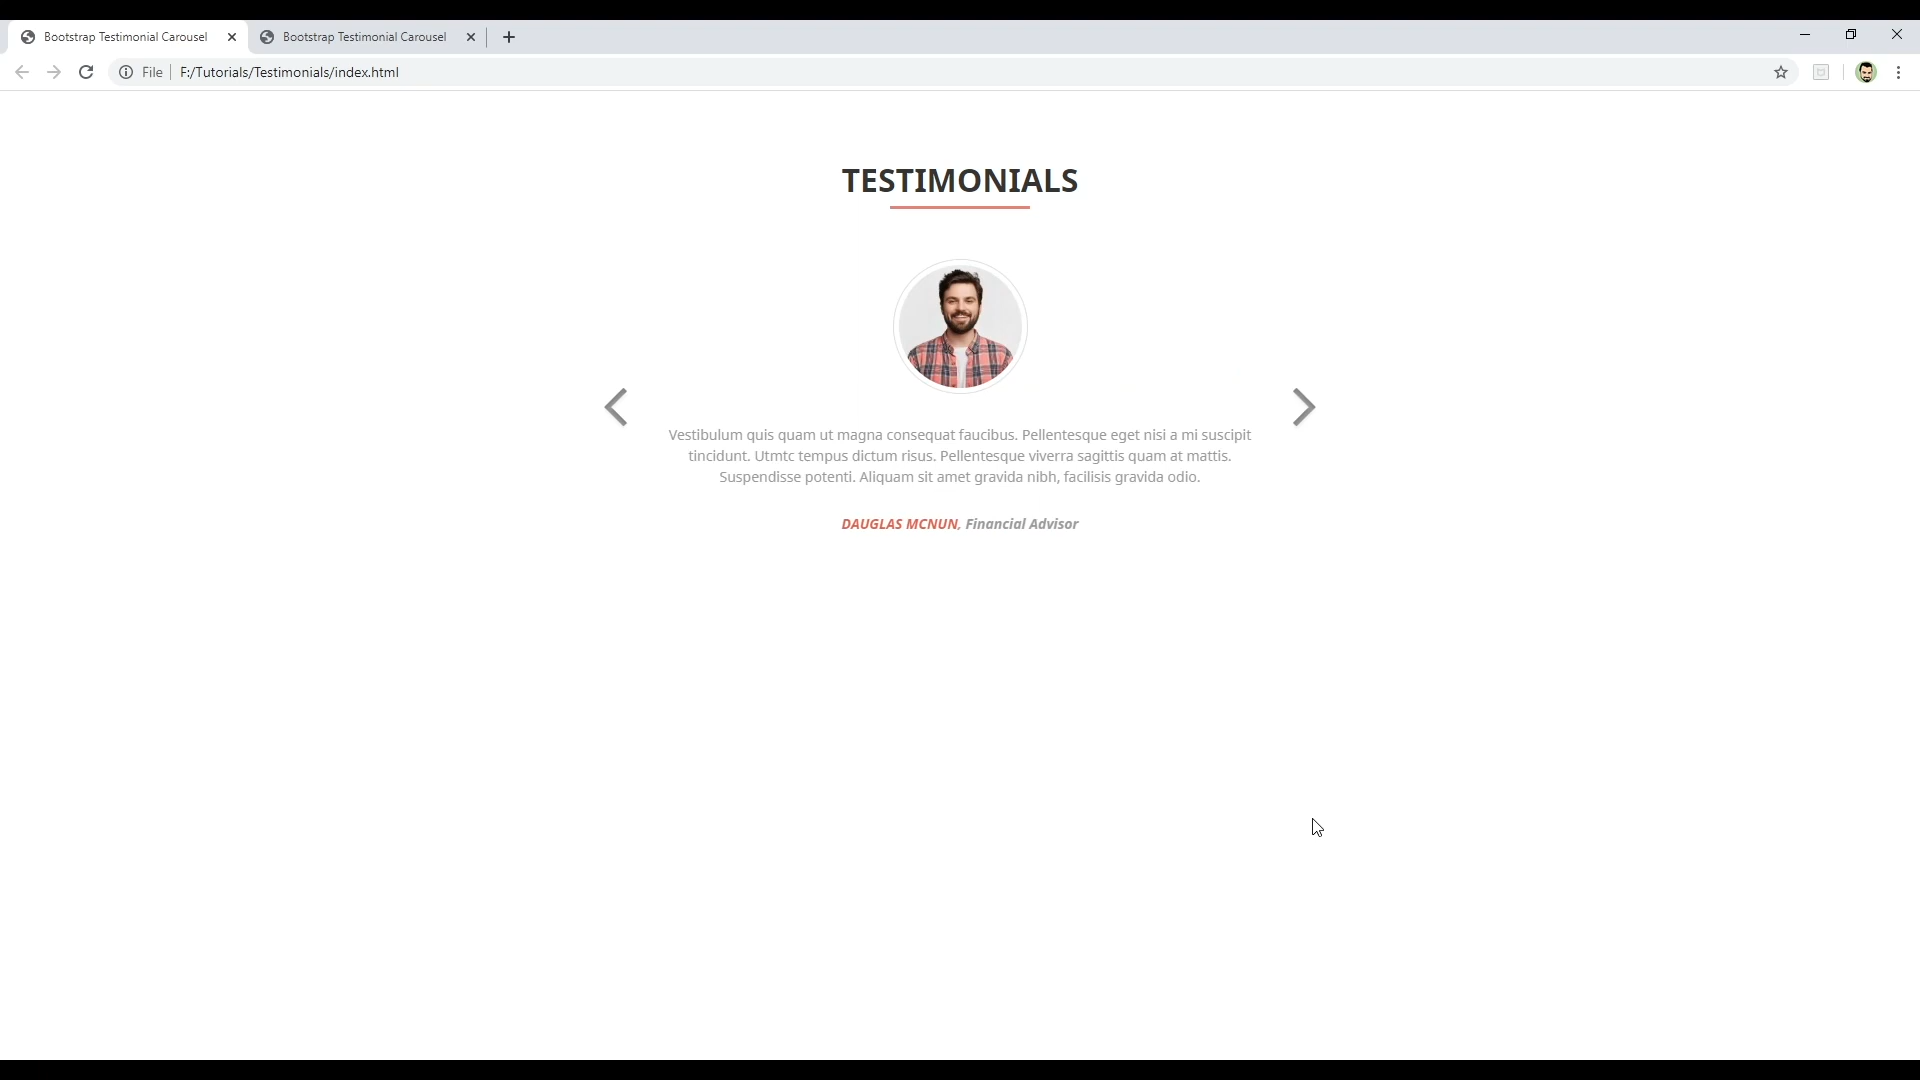 Bootstrap Testimonial Carousel
Bootstrap Testimonial Carousel
File
F:/Tutorials/Testimonials/index.html
TESTIMONIALS
Vestibulum quis quam ut magna consequat faucibus. Pellentesque eget nisi a mi suscipit
tincidunt. Utmtc tempus dictum risus. Pellentesque viverra sagittis quam at mattis.
Suspendisse potenti. Aliquam sit amet gravida nibh, facilisis gravida odio.
DAUGLAS MCNUN, Financial Advisor